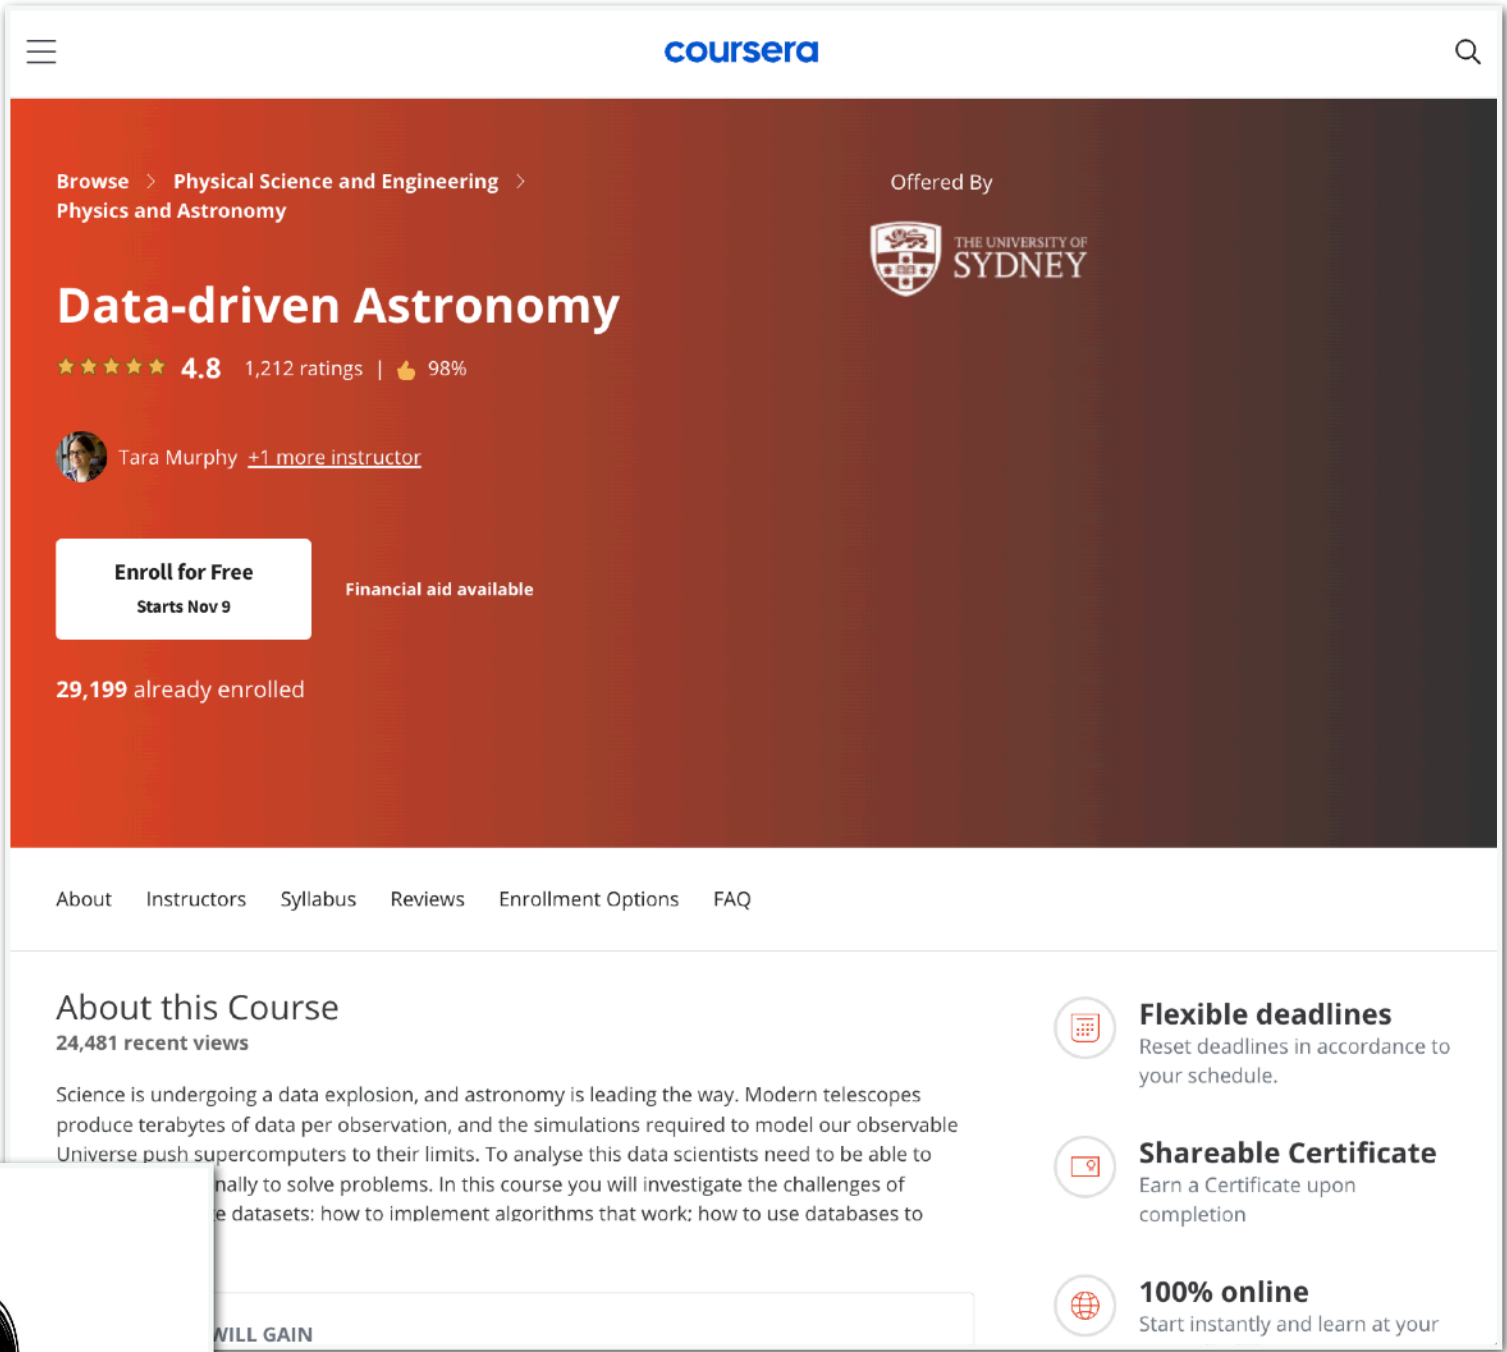 coursera
Browse > Physical Science and Engineering >
Physics and Astronomy
Offered By
THE UNIVERSITY OF
SYDNEY
Data-driven Astronomy
4.8 1,212 ratings | 98%
Tara Murphy +1 more instructor
Enroll for Free
Starts Nov 9
Financial aid available
29,199 already enrolled
About Instructors Syllabus Reviews Enrollment Options FAQ
About this Course
24,481 recent views
Science is undergoing a data explosion, and astronomy is leading the way. Modern telescopes
produce terabytes of data per observation, and the simulations required to model our observable
Universe push supercomputers to their limits. To analyse this data scientists need to be able to
nally to solve problems. In this course you will investigate the challenges of
e datasets: how to implement algorithms that work; how to use databases to
WILL GAIN
Flexible deadlines
Reset deadlines in accordance to
your schedule.
Shareable Certificate
Earn a Certificate upon
completion
100% online
Start instantly and learn at your